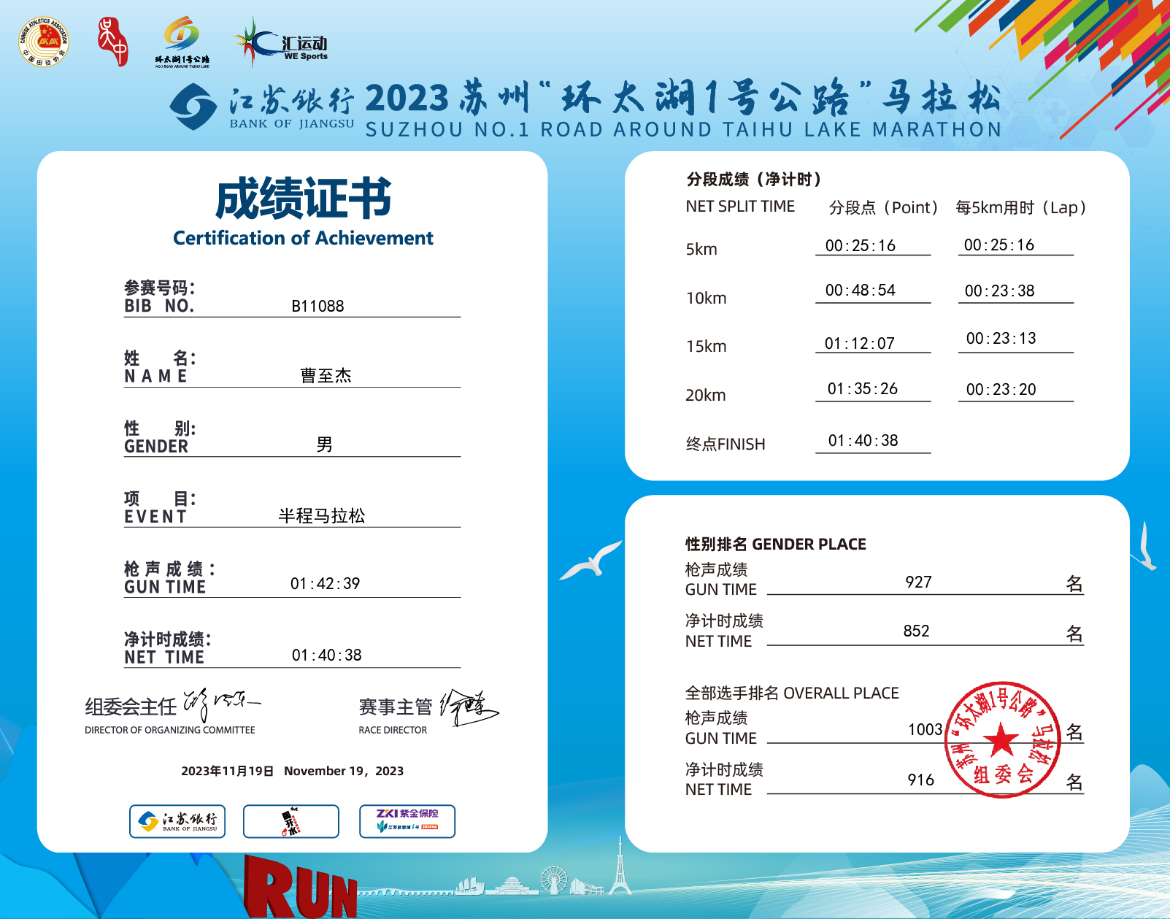 CHINESE ATHLETICS ASSOCIATION
中国田径协会
吴中
环太湖1号公路
NO.1 ROAD AROUND TAIHU LAKE
汇运动
WE Sports
江苏银行
BANK OF JIANGSU
2023苏州“环太湖1号公路”马拉松
SUZHOU NO.1 ROAD AROUND TAIHU LAKE MARATHON
成绩证书
Certification of Achievement
参赛号码:
BIB NO. B11088
姓 名:
NAME 曹至杰
性 别:
GENDER 男
项 目:
EVENT 半程马拉松
枪声成绩:
GUN TIME 01:42:39
净计时成绩:
NET TIME 01:40:38
组委会主任
DIRECTOR OF ORGANIZING COMMITTEE
赛事主管
RACE DIRECTOR
2023年11月19日 November 19, 2023
江苏银行
BANK OF JIANGSU
ZKI 紫金保险
RUN
分段成绩（净计时）
NET SPLIT TIME 分段点（Point） 每5km用时（Lap）
5km 00:25:16 00:25:16
10km 00:48:54 00:23:38
15km 01:12:07 00:23:13
20km 01:35:26 00:23:20
终点FINISH 01:40:38
性别排名 GENDER PLACE
枪声成绩
GUN TIME 927 名
净计时成绩
NET TIME 852 名
全部选手排名 OVERALL PLACE
枪声成绩
GUN TIME 1003 名
净计时成绩
NET TIME 916 名
苏州“环太湖1号公路”马拉松
组委会